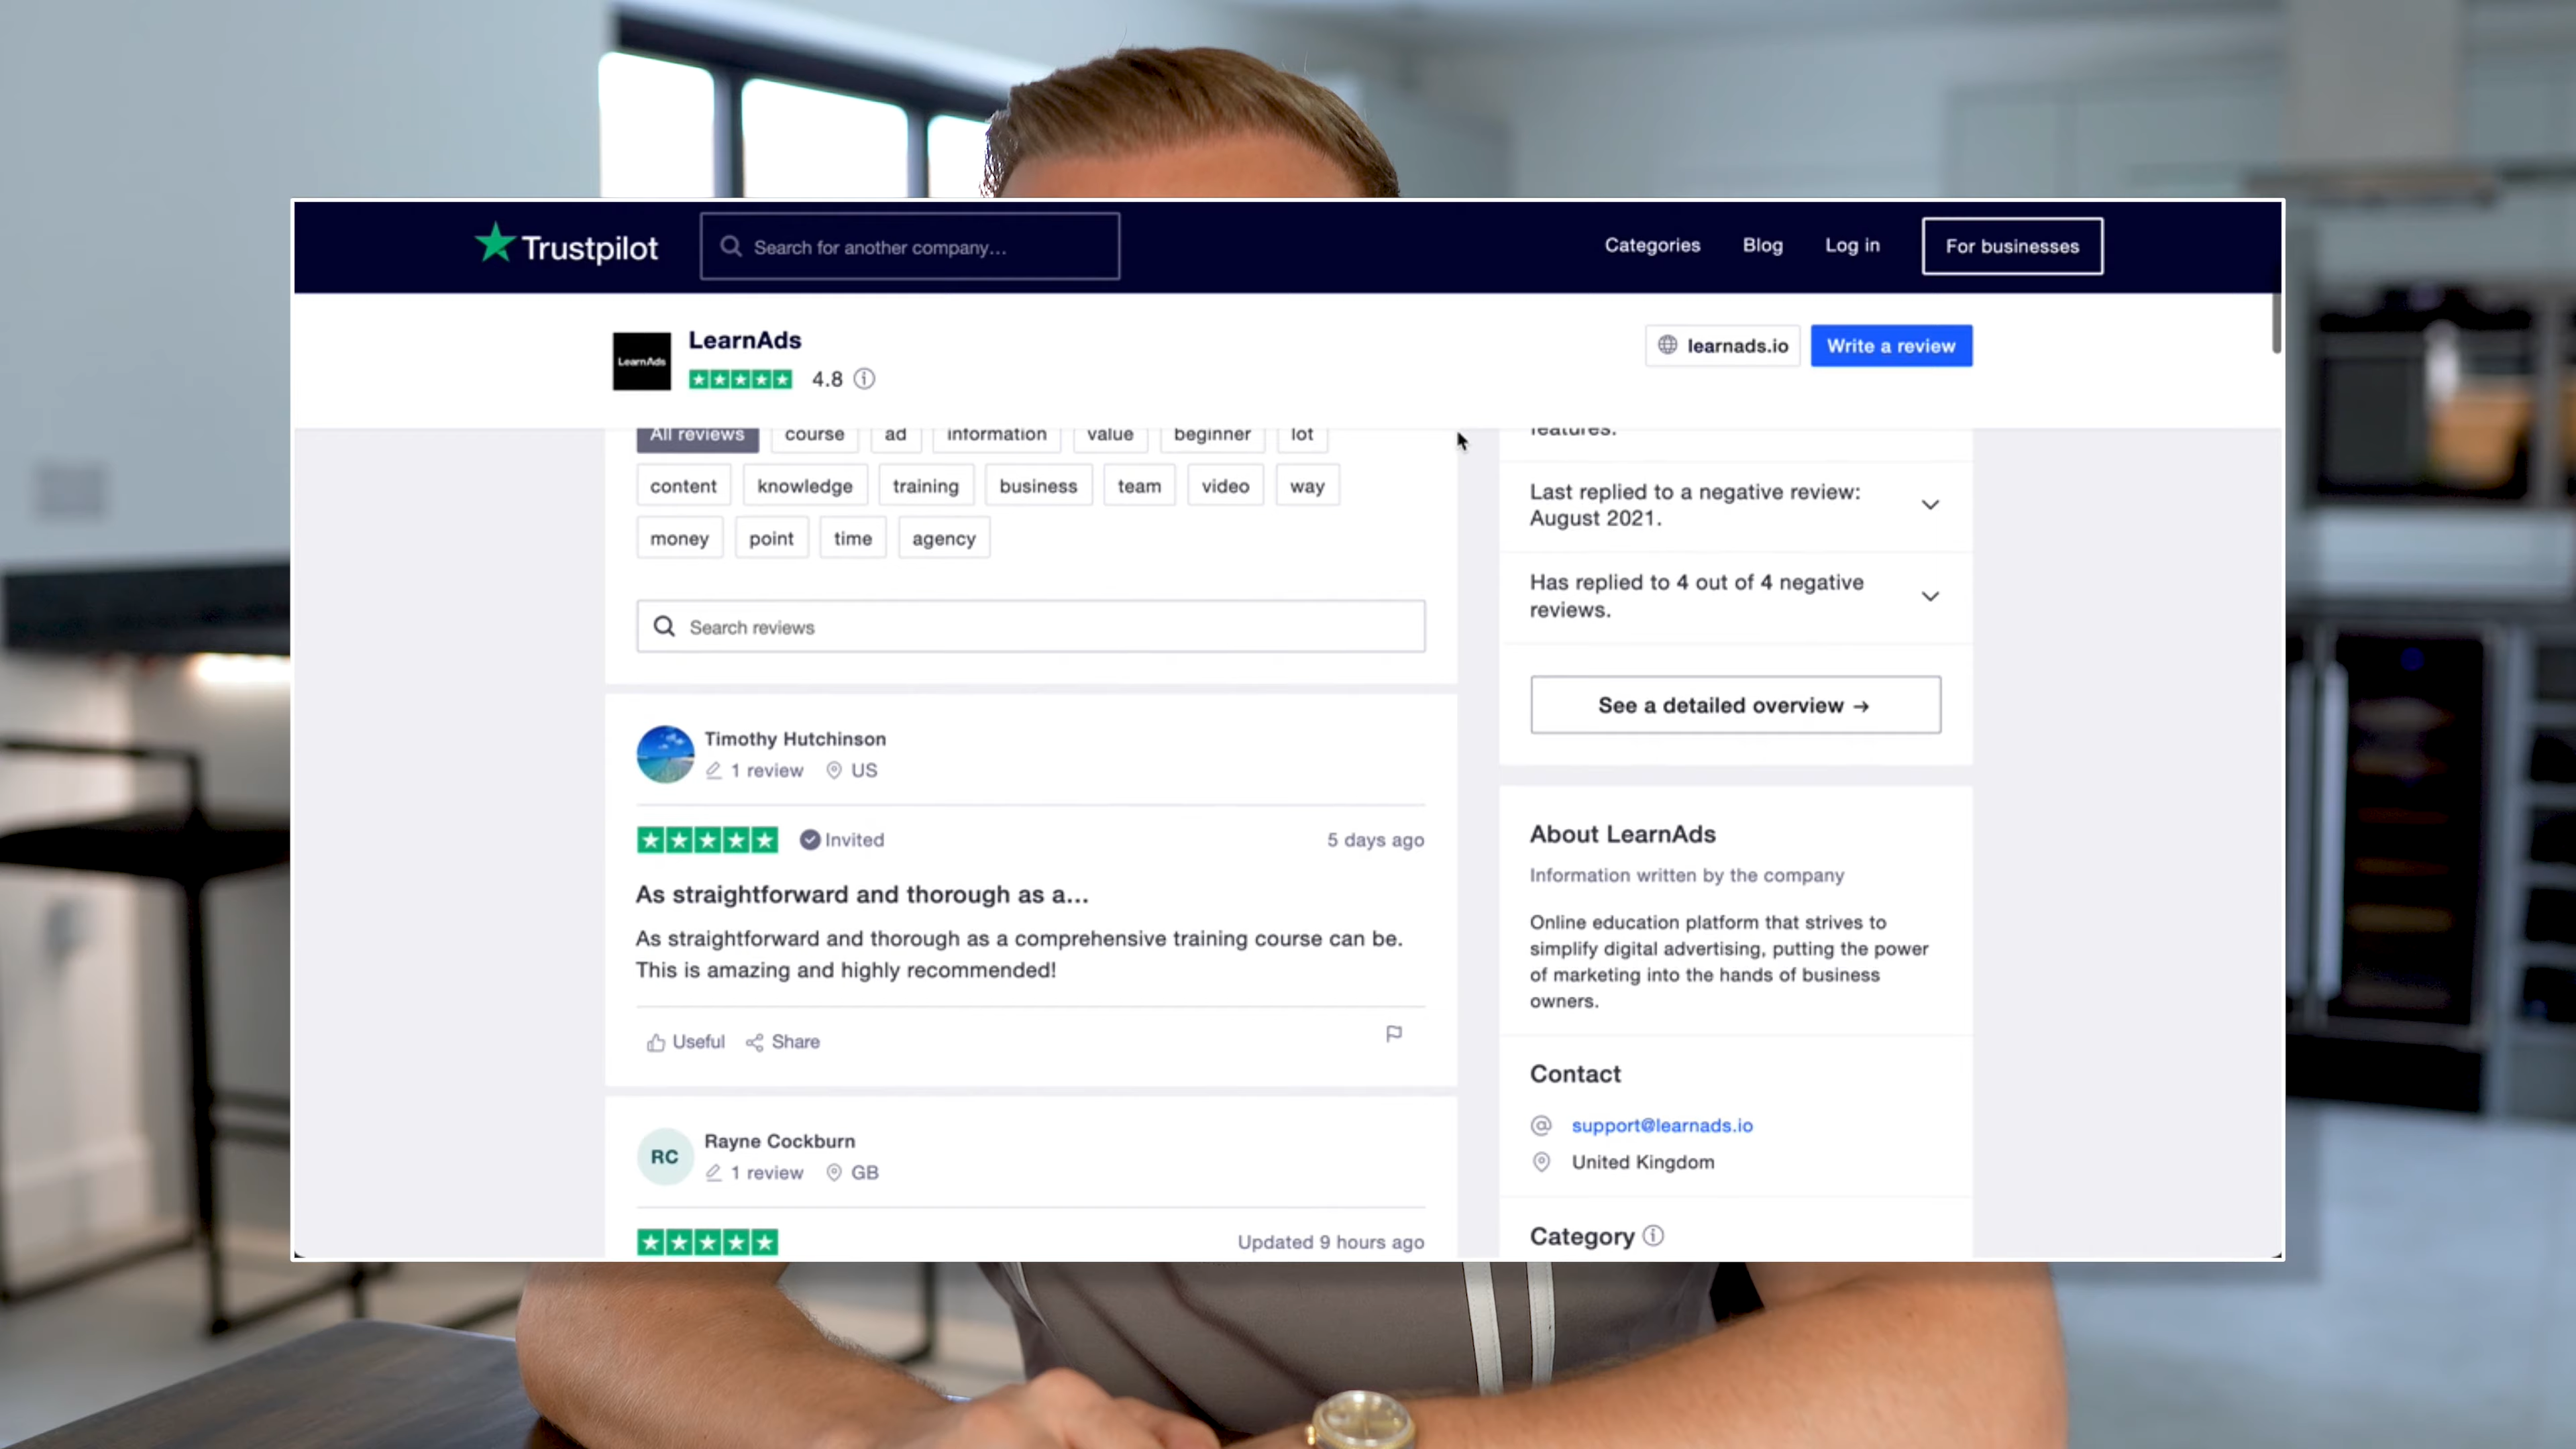 Trustpilot
Search for another company...
Categories
Blog
Log in
For businesses
LearnAds
LearnAds
4.8
learnads.io
Write a review
All reviews
course
ad
information
value
beginner
lot
content
knowledge
training
business
team
video
way
money
point
time
agency
Search reviews
Timothy Hutchinson
1 review
US
Invited
5 days ago
As straightforward and thorough as a...
As straightforward and thorough as a comprehensive training course can be.
This is amazing and highly recommended!
Useful
Share
RC
Rayne Cockburn
1 review
GB
Updated 9 hours ago
features.
Last replied to a negative review:
August 2021.
Has replied to 4 out of 4 negative
reviews.
See a detailed overview →
About LearnAds
Information written by the company
Online education platform that strives to
simplify digital advertising, putting the power
of marketing into the hands of business
owners.
Contact
support@learnads.io
United Kingdom
Category